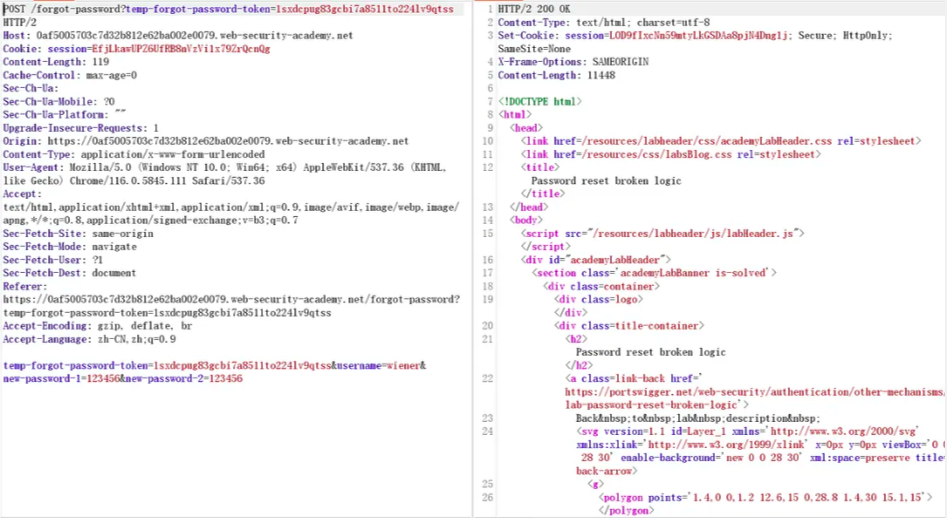 POST /forgot-password?temp-forgot-password-token=1sxdcpug83gcbi7a8511to224lv9qtss
HTTP/2
Host: 0af5005703c7d32b812e62ba002e0079.web-security-academy.net
Cookie: session=EfjLkawUPZ6UfRB8nVzVi1x79ZrQcnQg
Content-Length: 119
Cache-Control: max-age=0
Sec-Ch-Ua:
Sec-Ch-Ua-Mobile: ?0
Sec-Ch-Ua-Platform: ""
Upgrade-Insecure-Requests: 1
Origin: https://0af5005703c7d32b812e62ba002e0079.web-security-academy.net
Content-Type: application/x-www-form-urlencoded
User-Agent: Mozilla/5.0 (Windows NT 10.0; Win64; x64) AppleWebKit/537.36 (KHTML,
like Gecko) Chrome/116.0.5845.111 Safari/537.36
Accept:
text/html,application/xhtml+xml,application/xml;q=0.9,image/avif,image/webp,image/
apng,*/*;q=0.8,application/signed-exchange;v=b3;q=0.7
Sec-Fetch-Site: same-origin
Sec-Fetch-Mode: navigate
Sec-Fetch-User: ?1
Sec-Fetch-Dest: document
Referer:
https://0af5005703c7d32b812e62ba002e0079.web-security-academy.net/forgot-password?
temp-forgot-password-token=1sxdcpug83gcbi7a8511to224lv9qtss
Accept-Encoding: gzip, deflate, br
Accept-Language: zh-CN,zh;q=0.9
temp-forgot-password-token=1sxdcpug83gcbi7a8511to224lv9qtss&username=wiener&
new-password-1=123456&new-password-2=123456
1 HTTP/2 200 OK
2 Content-Type: text/html; charset=utf-8
3 Set-Cookie: session=LOD9fIxcNn59mtyLkGSDAa8pjN4Dnglj; Secure; HttpOnly;
SameSite=None
4 X-Frame-Options: SAMEORIGIN
5 Content-Length: 11448
6
7 <!DOCTYPE html>
8 <html>
9 <head>
10 <link href=/resources/labheader/css/academyLabHeader.css rel=stylesheet>
11 <link href=/resources/css/labsBlog.css rel=stylesheet>
12 <title>
Password reset broken logic
</title>
13 </head>
14 <body>
15 <script src="/resources/labheader/js/labHeader.js">
</script>
16 <div id="academyLabHeader">
17 <section class='academyLabBanner is-solved'>
18 <div class=container>
19 <div class=logo>
</div>
20 <div class=title-container>
21 <h2>
Password reset broken logic
</h2>
22 <a class=link-back href='
https://portswigger.net/web-security/authentication/other-mechanisms/
lab-password-reset-broken-logic'>
23 Back&nbsp;to&nbsp;lab&nbsp;description&nbsp;
24 <svg version=1.1 id=Layer_1 xmlns='http://www.w3.org/2000/svg'
xmlns:xlink='http://www.w3.org/1999/xlink' x=0px y=0px viewBox='0 0
28 30' enable-background='new 0 0 28 30' xml:space=preserve title=
back-arrow>
25 <g>
26 <polygon points='1.4,0 0,1.2 12.6,15 0,28.8 1.4,30 15.1,15'>
</polygon>